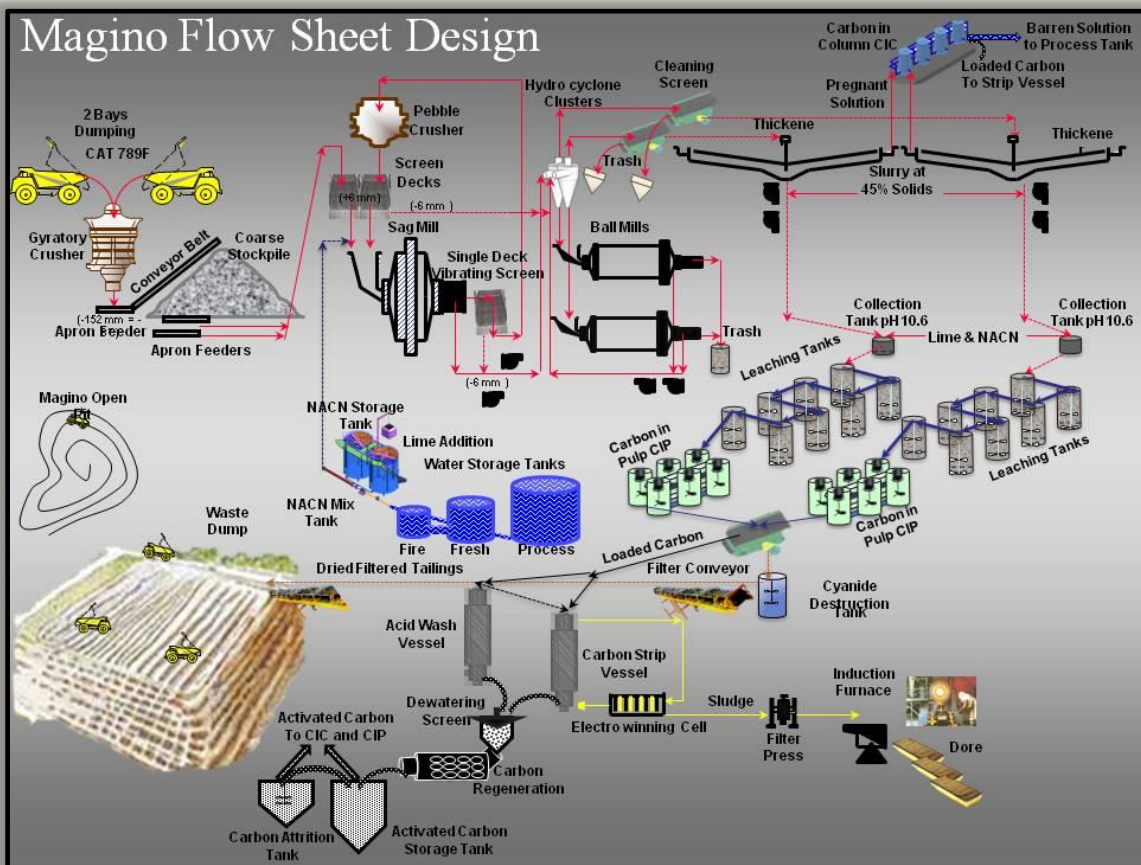 Magino Flow Sheet Design
Carbon in
Column CIC
Barren Solution
to Process Tank
Loaded Carbon
To Strip Vessel
Pregnant
Solution
Cleaning
Screen
Hydro cyclone
Clusters
Pebble
Crusher
2 Bays
Dumping
CAT 789F
Thickene
Thickene
Trash
Screen
Decks
Slurry at
45% Solids
(+6 mm)
(-6 mm )
Gyratory
Crusher
Conveyor Belt
Coarse
Stockpile
Sag Mill
Single Deck
Vibrating Screen
Ball Mills
(-152 mm = -
Apron Feeder
Apron Feeders
Collection
Tank pH 10.6
Collection
Tank pH 10.6
Lime & NACN
Trash
(-6 mm )
Leaching Tanks
Magino Open
Pit
NACN Storage
Tank
Lime Addition
Water Storage Tanks
Carbon in
Pulp CIP
Leaching Tanks
NACN Mix
Tank
Waste
Dump
Fire
Fresh
Process
Carbon in
Pulp CIP
Loaded Carbon
Dried Filtered Tailings
Filter Conveyor
Cyanide
Destruction
Tank
Acid Wash
Vessel
Carbon Strip
Vessel
Induction
Furnace
Dewatering
Screen
Sludge
Electro winning Cell
Activated Carbon
To CIC and CIP
Filter
Press
Dore
Carbon
Regeneration
Carbon Attrition
Tank
Activated Carbon
Storage Tank